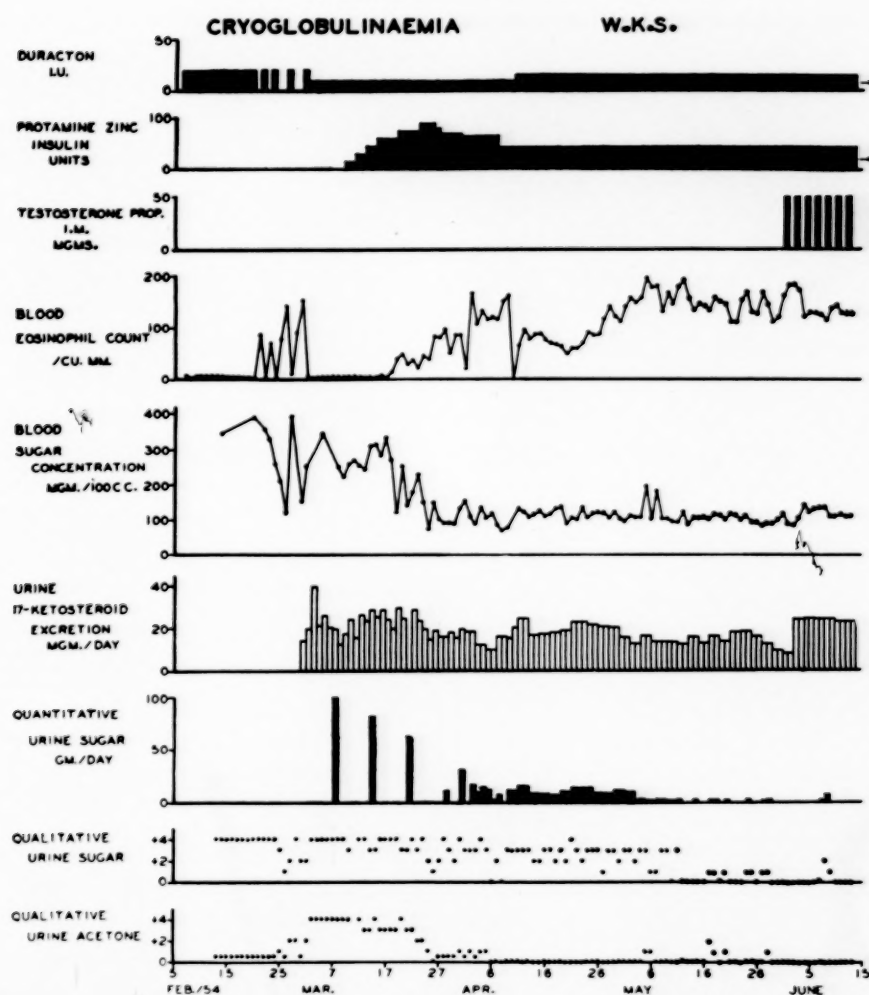 CRYOGLOBULINAEMIA W.K.S.
DURACTON
I.U.
50
0
PROTAMINE ZINC
INSULIN
UNITS
100
0
TESTOSTERONE PROP.
I.M.
MGMS.
50
0
BLOOD
EOSINOPHIL COUNT
/CU. MM.
200
100
0
BLOOD
SUGAR
CONCENTRATION
MGM./100 C.C.
400
300
200
100
0
URINE
17-KETOSTEROID
EXCRETION
MGM./DAY
40
20
0
QUANTITATIVE
URINE SUGAR
GM./DAY
100
50
0
QUALITATIVE
URINE SUGAR
+4
+2
0
QUALITATIVE
URINE ACETONE
+4
+2
0
5 15 25 7 17 27 6 16 26 6 16 26 5 15
FEB./54 MAR. APR. MAY. JUNE